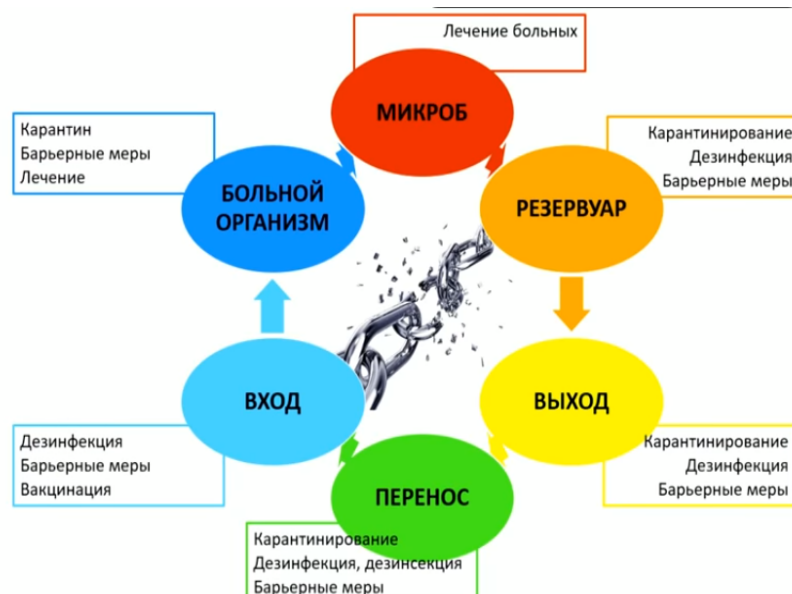 Лечение больных
МИКРОБ
Карантин
Барьерные меры
Лечение
БОЛЬНОЙ
ОРГАНИЗМ
Карантинирование
Дезинфекция
Барьерные меры
РЕЗЕРВУАР
ВХОД
ВЫХОД
Дезинфекция
Барьерные меры
Вакцинация
Карантинирование
Дезинфекция
Барьерные меры
ПЕРЕНОС
Карантинирование
Дезинфекция, дезинсекция
Барьерные меры